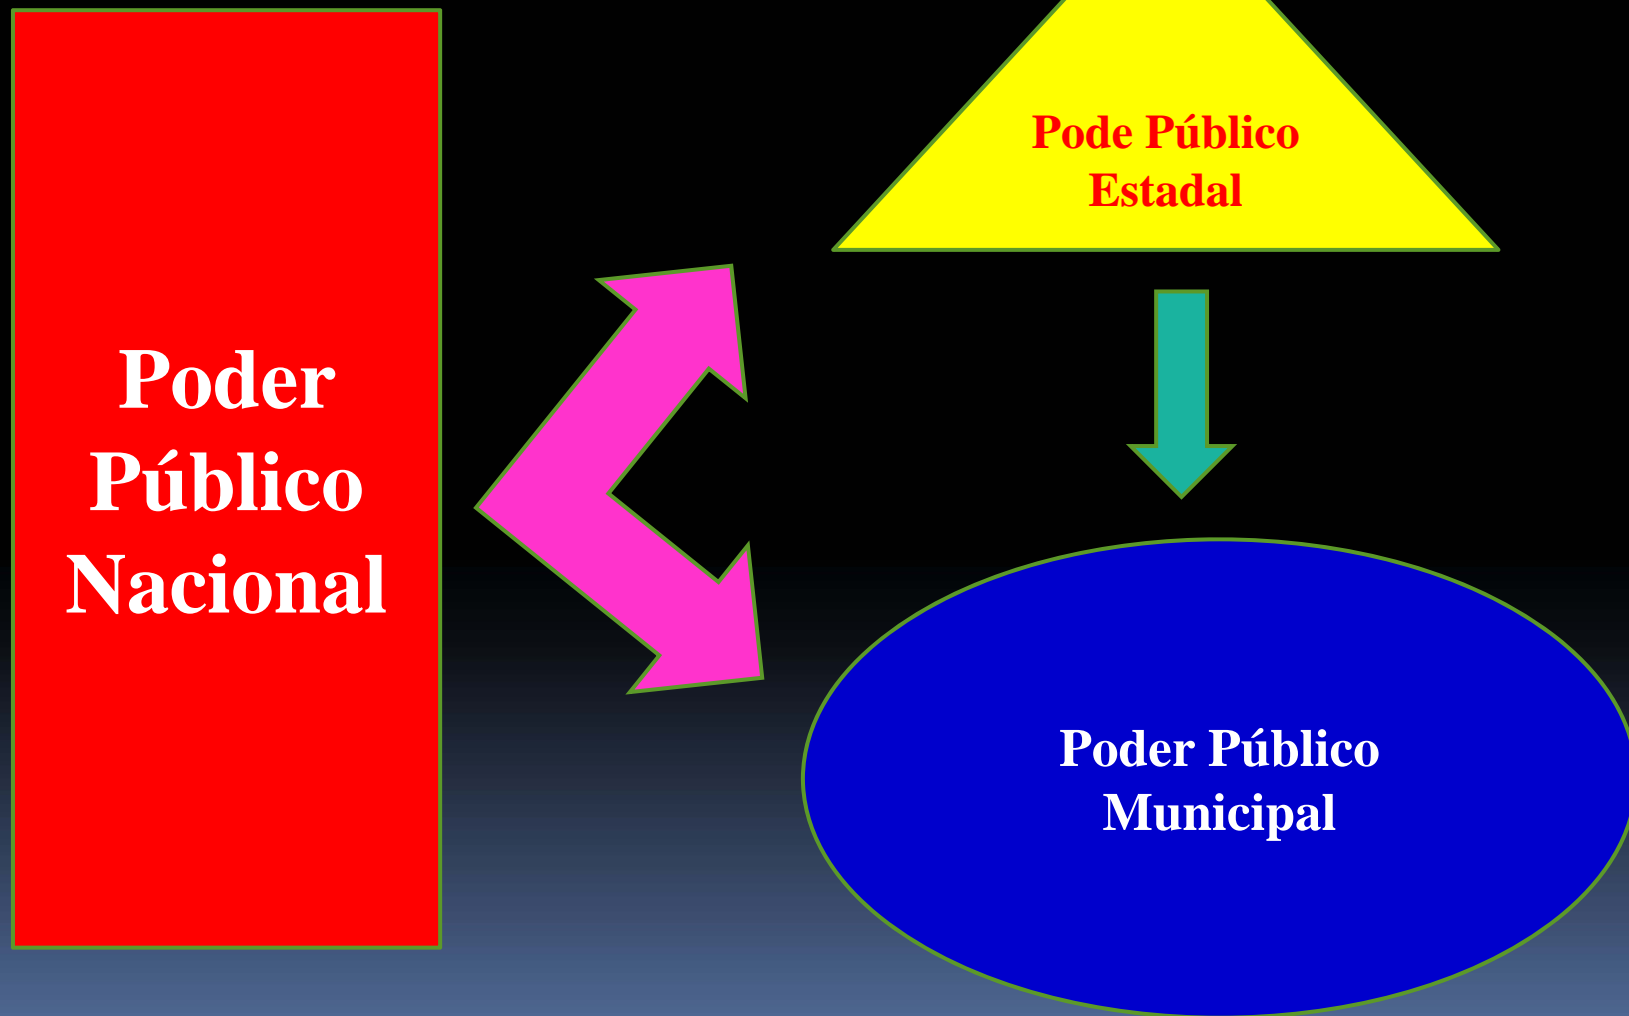 Poder
Público
Nacional
Pode Público
Estadal
Poder Público
Municipal